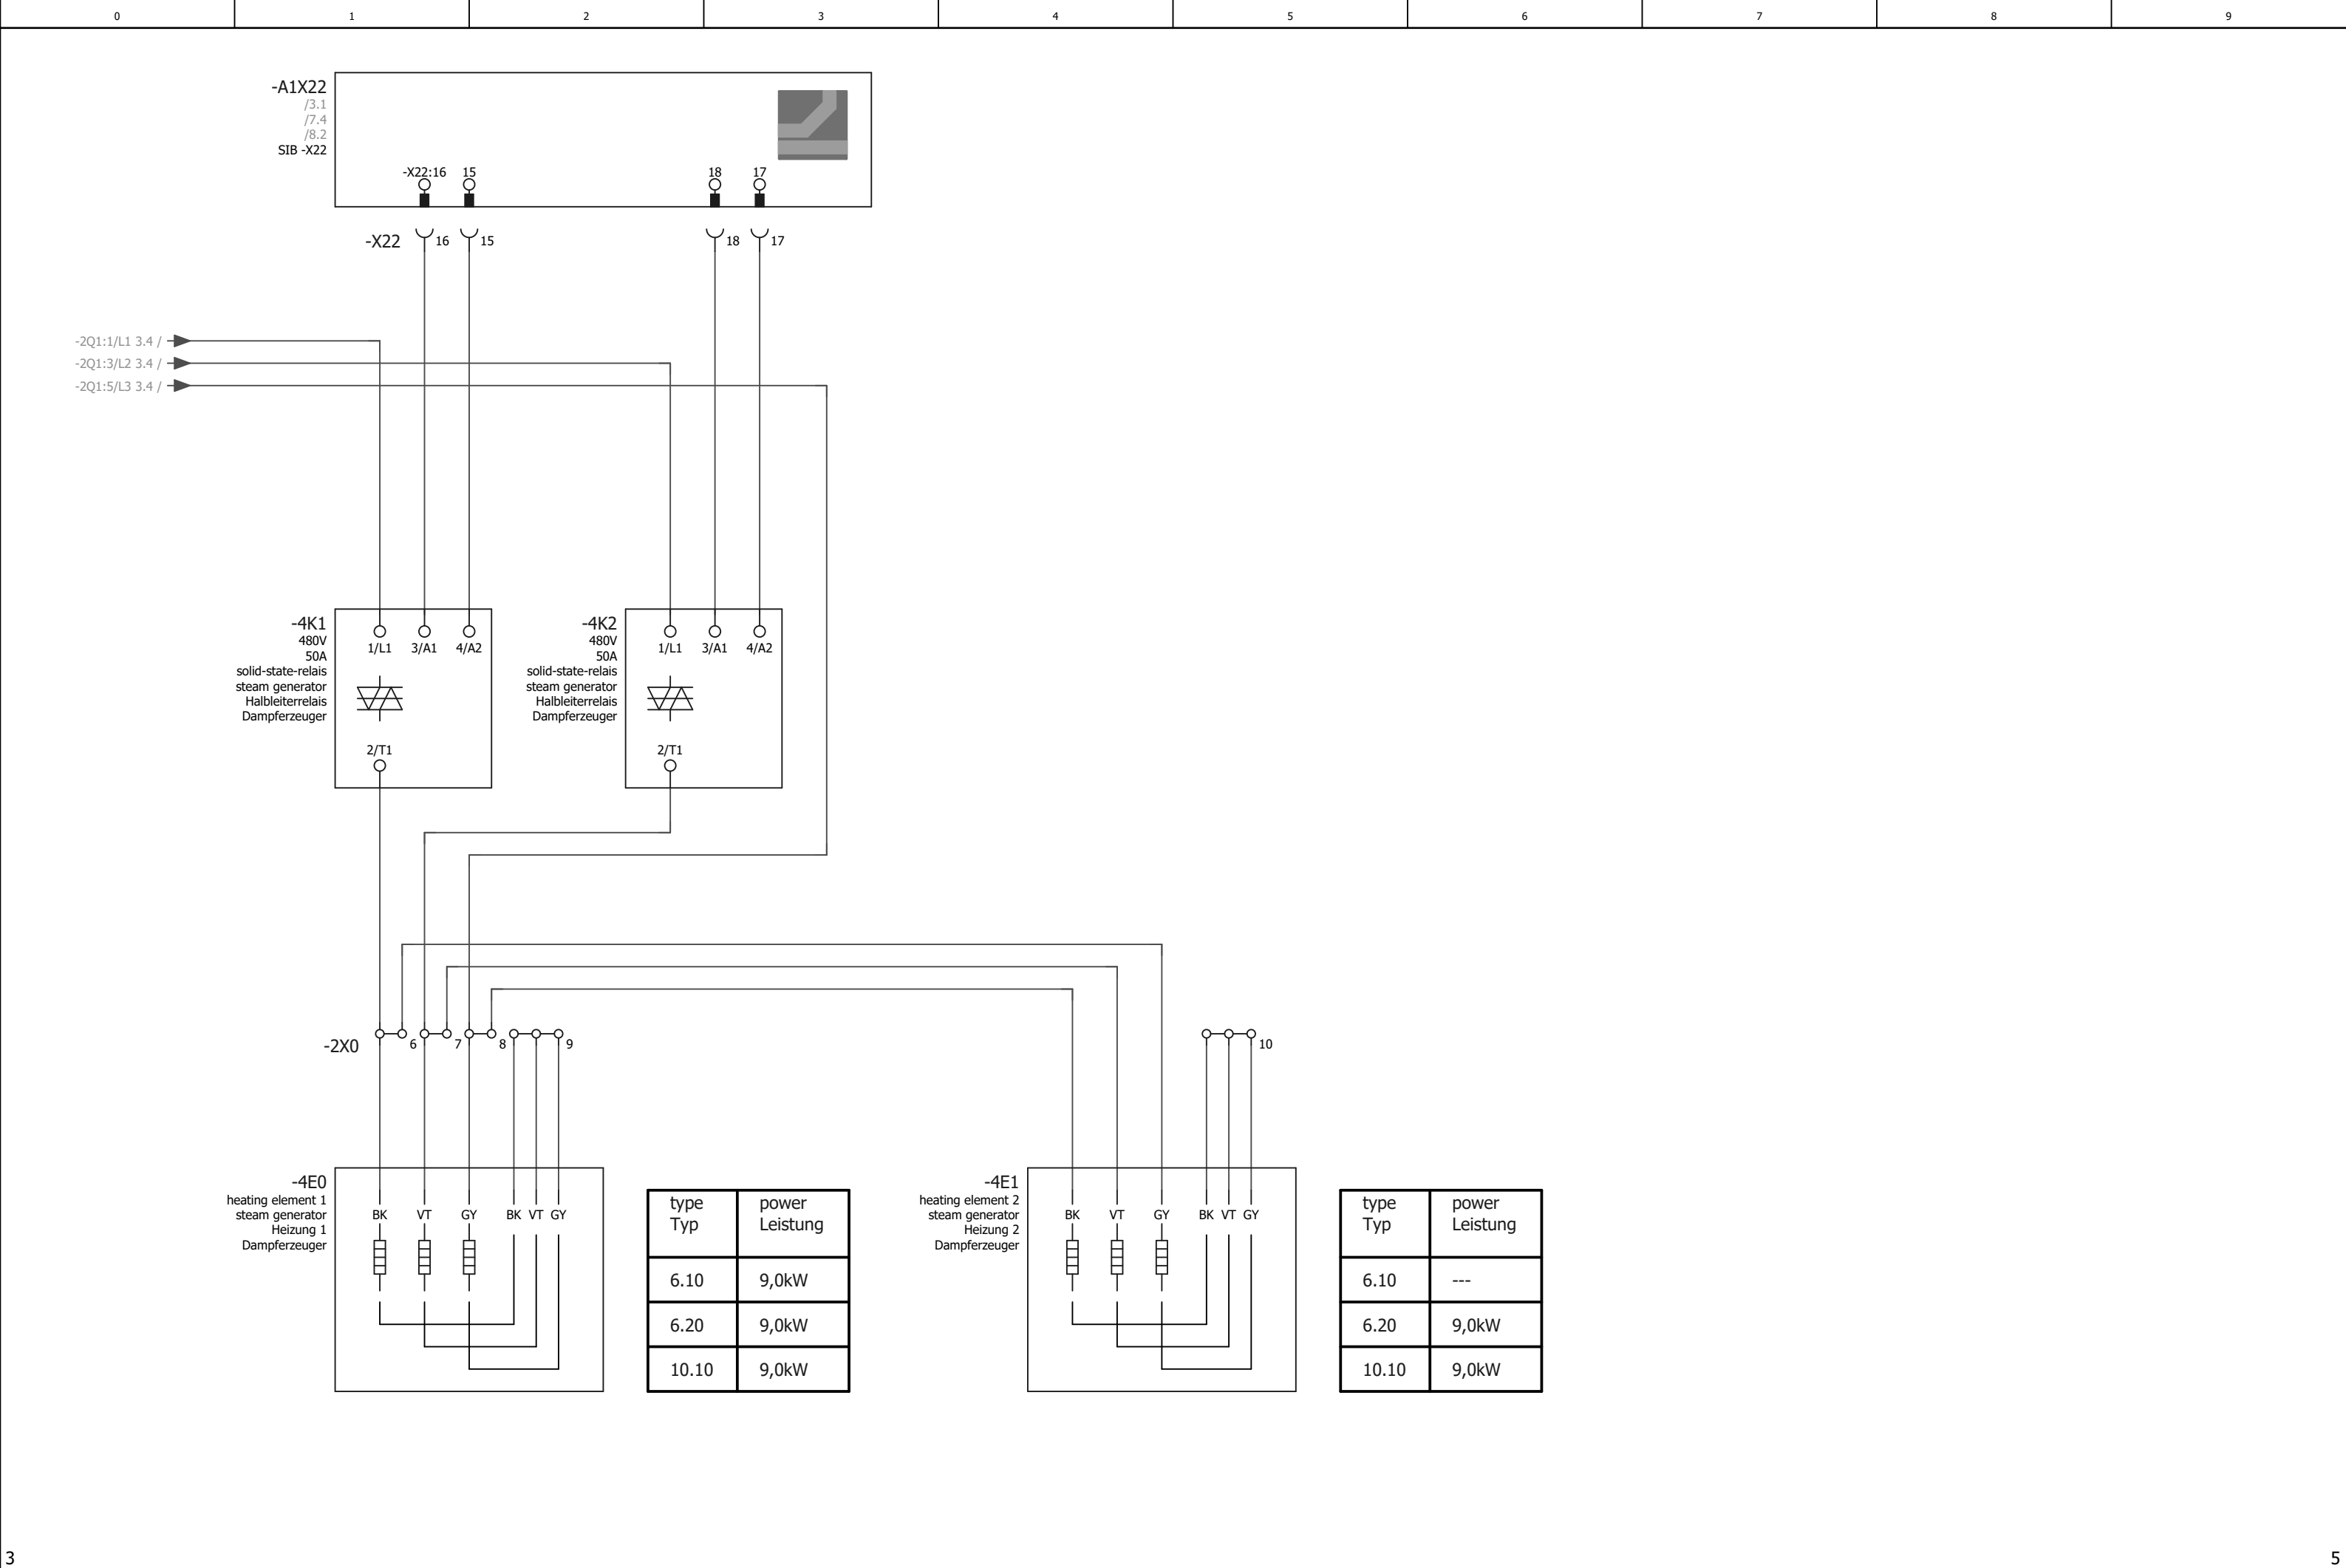 0 1 2 3 4 5 6 7 8 9
-A1X22
/3.1
/7.4
/8.2
SIB -X22
-X22:16 15 18 17
-X22 16 15 18 17
-2Q1:1/L1 3.4 /
-2Q1:3/L2 3.4 /
-2Q1:5/L3 3.4 /
-4K1
480V
50A
solid-state-relais
steam generator
Halbleiterrelais
Dampferzeuger
1/L1 3/A1 4/A2
2/T1
-4K2
480V
50A
solid-state-relais
steam generator
Halbleiterrelais
Dampferzeuger
1/L1 3/A1 4/A2
2/T1
-2X0 6 7 8 9 10
-4E0
heating element 1
steam generator
Heizung 1
Dampferzeuger
BK VT GY BK VT GY
type power
Typ Leistung
6.10 9,0kW
6.20 9,0kW
10.10 9,0kW
-4E1
heating element 2
steam generator
Heizung 2
Dampferzeuger
BK VT GY BK VT GY
type power
Typ Leistung
6.10 ---
6.20 9,0kW
10.10 9,0kW
3 5